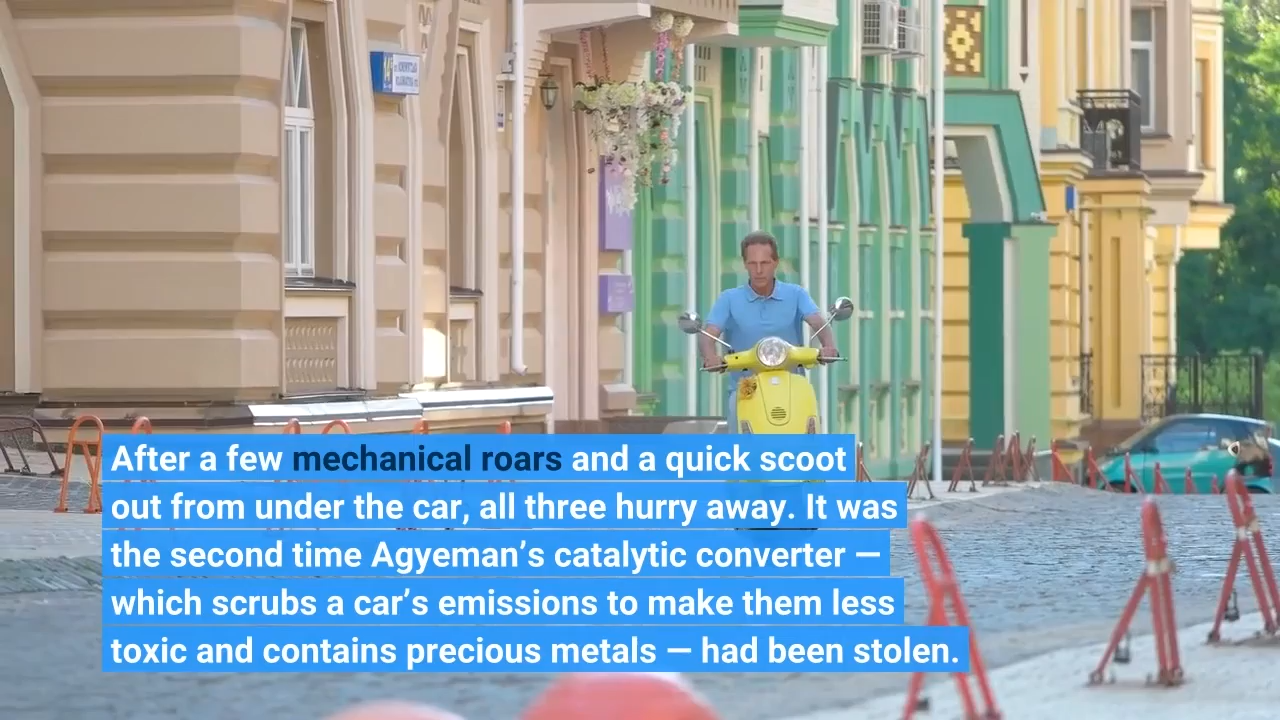 After a few mechanical roars and a quick scoot
out from under the car, all three hurry away. It was
the second time Agyeman’s catalytic converter —
which scrubs a car’s emissions to make them less
toxic and contains precious metals — had been stolen.